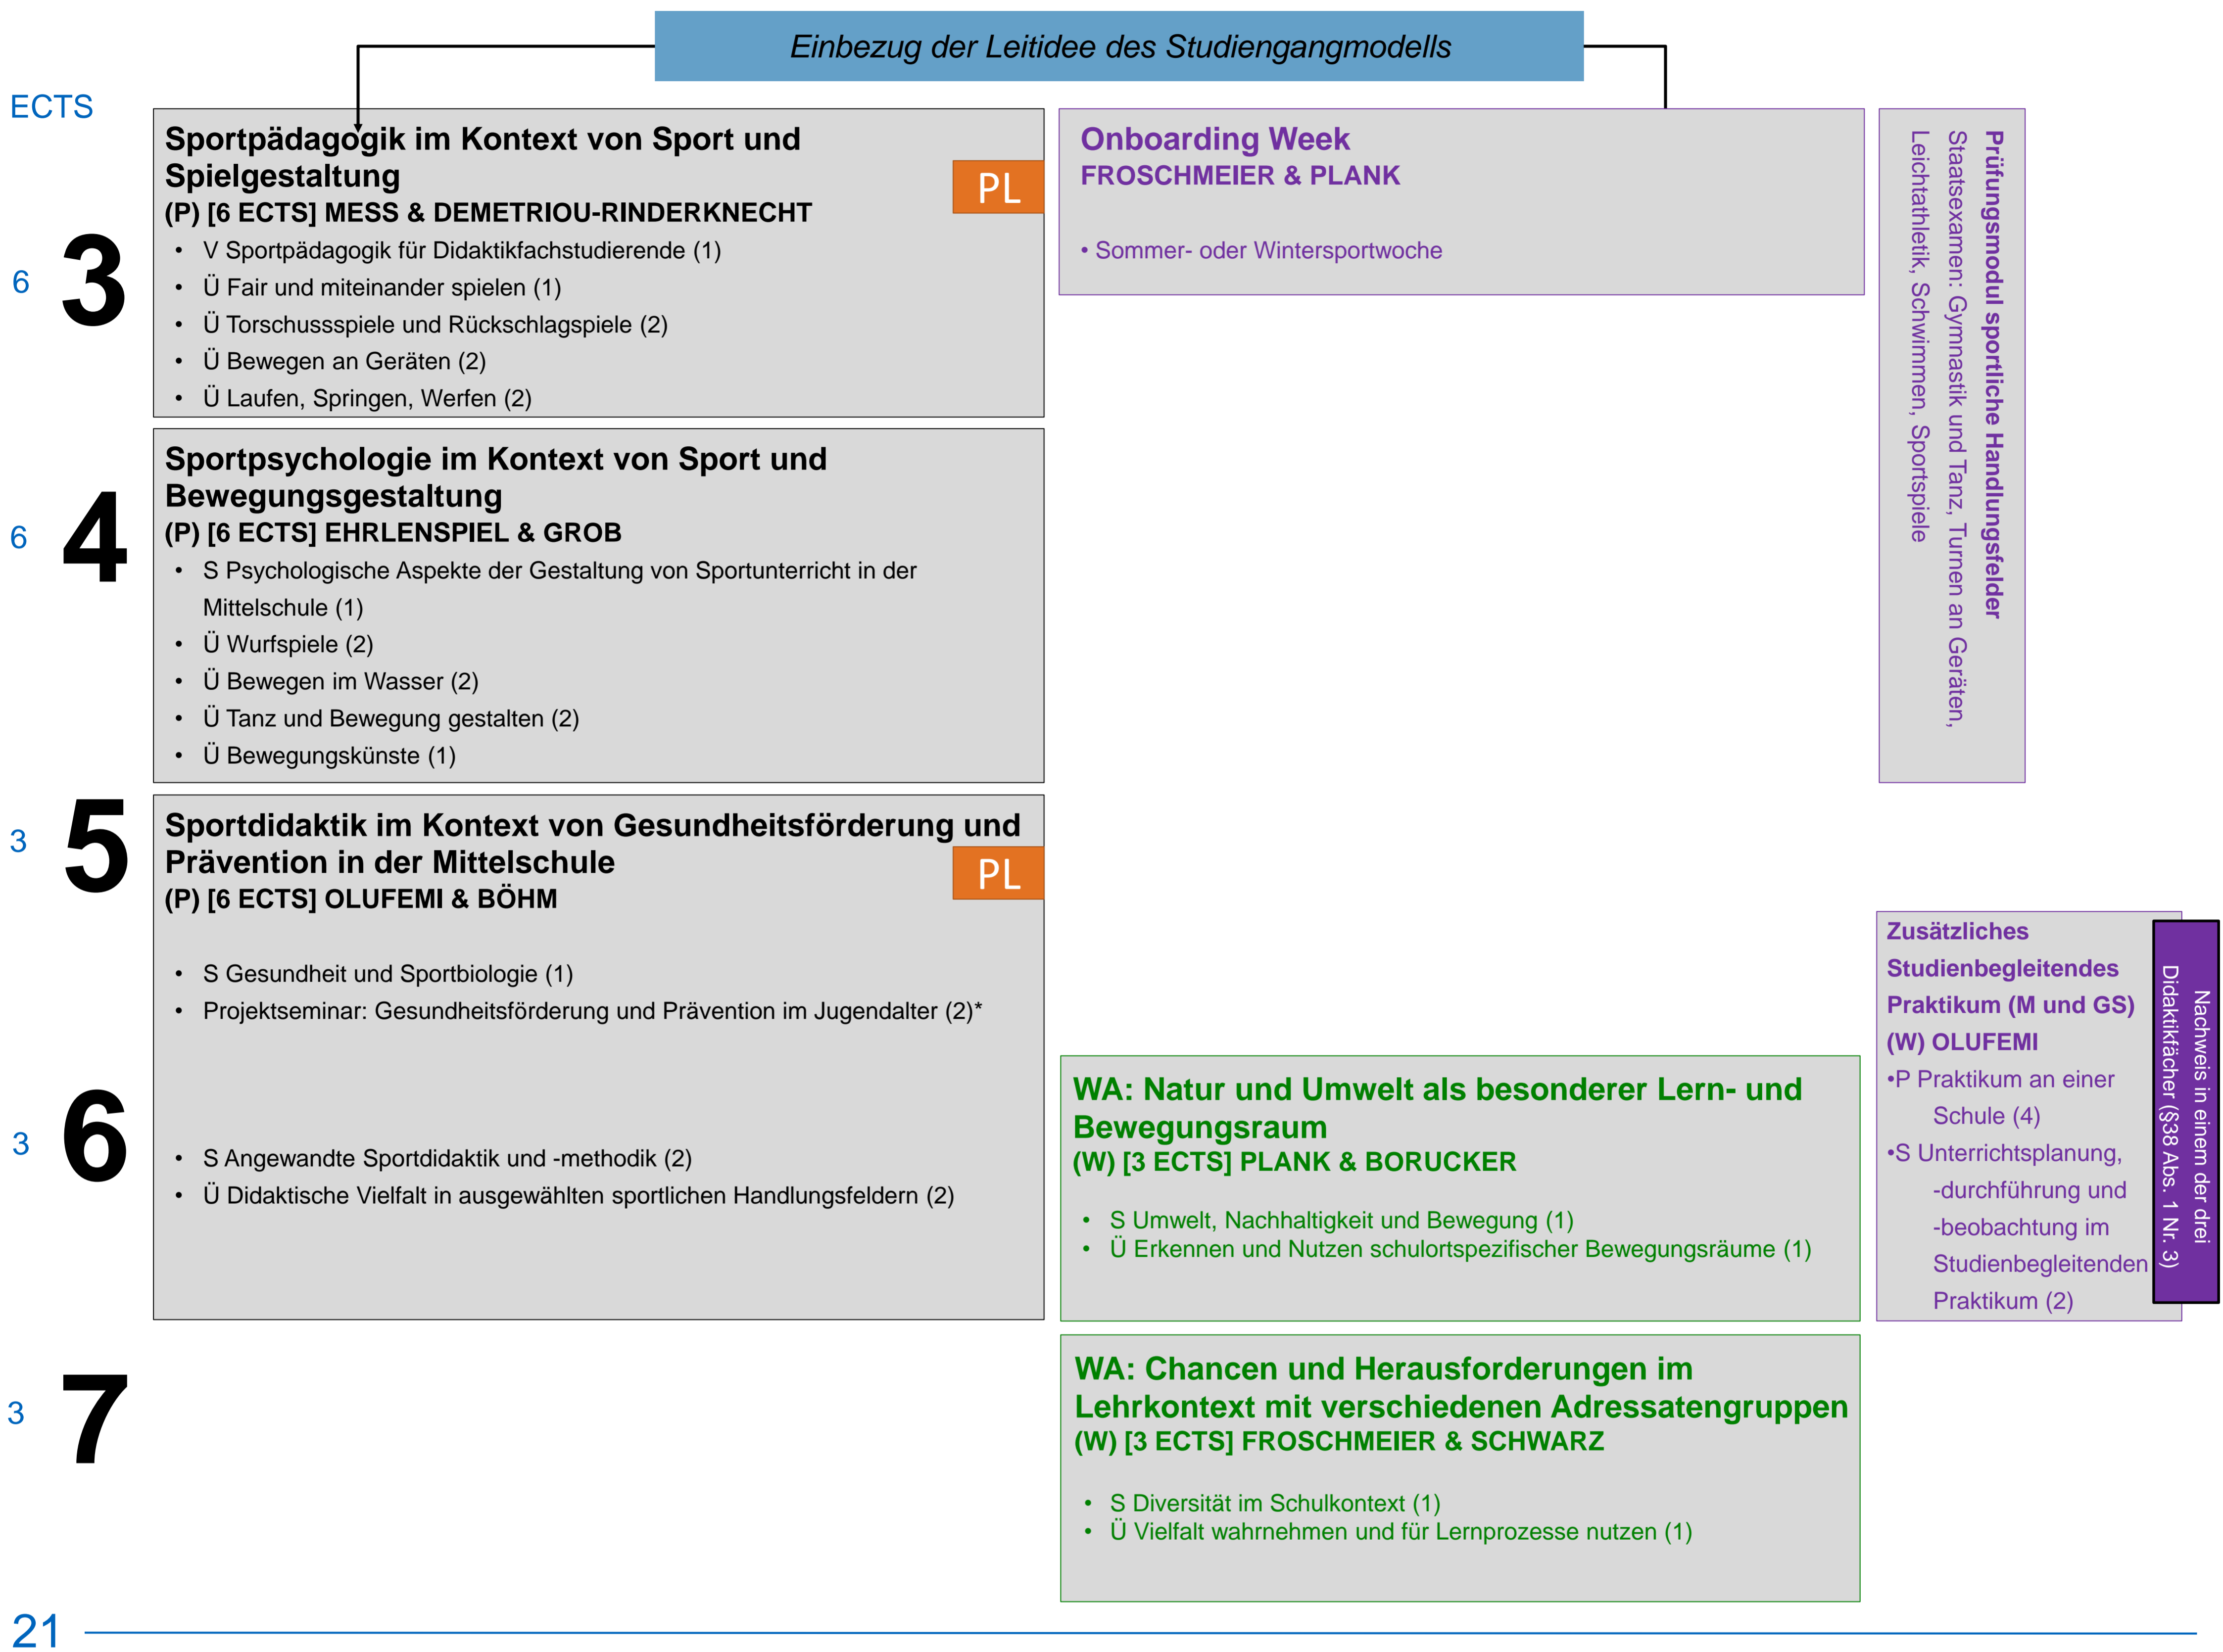 Einbezug der Leitidee des Studiengangmodells
ECTS
6
3
Sportpädagogik im Kontext von Sport und
Spielgestaltung
(P) [6 ECTS] MESS & DEMETRIOU-RINDERKNECHT
PL
• V Sportpädagogik für Didaktikfachstudierende (1)
• Ü Fair und miteinander spielen (1)
• Ü Torschussspiele und Rückschlagspiele (2)
• Ü Bewegen an Geräten (2)
• Ü Laufen, Springen, Werfen (2)
Onboarding Week
FROSCHMEIER & PLANK
• Sommer- oder Wintersportwoche
Prüfungsmodul sportliche Handlungsfelder
Staatsexamen: Gymnastik und Tanz, Turnen an Geräten,
Leichtathletik, Schwimmen, Sportspiele
6
4
Sportpsychologie im Kontext von Sport und
Bewegungsgestaltung
(P) [6 ECTS] EHRLENSPIEL & GROB
• S Psychologische Aspekte der Gestaltung von Sportunterricht in der
Mittelschule (1)
• Ü Wurfspiele (2)
• Ü Bewegen im Wasser (2)
• Ü Tanz und Bewegung gestalten (2)
• Ü Bewegungskünste (1)
3
5
Sportdidaktik im Kontext von Gesundheitsförderung und
Prävention in der Mittelschule
(P) [6 ECTS] OLUFEMI & BÖHM
PL
• S Gesundheit und Sportbiologie (1)
• Projektseminar: Gesundheitsförderung und Prävention im Jugendalter (2)*
3
6
• S Angewandte Sportdidaktik und -methodik (2)
• Ü Didaktische Vielfalt in ausgewählten sportlichen Handlungsfeldern (2)
WA: Natur und Umwelt als besonderer Lern- und
Bewegungsraum
(W) [3 ECTS] PLANK & BORUCKER
• S Umwelt, Nachhaltigkeit und Bewegung (1)
• Ü Erkennen und Nutzen schulortspezifischer Bewegungsräume (1)
Zusätzliches
Studienbegleitendes
Praktikum (M und GS)
(W) OLUFEMI
•P Praktikum an einer
Schule (4)
•S Unterrichtsplanung,
-durchführung und
-beobachtung im
Studienbegleitenden
Praktikum (2)
Nachweis in einem der drei
Didaktikfächer (§38 Abs. 1 Nr. 3)
3
7
WA: Chancen und Herausforderungen im
Lehrkontext mit verschiedenen Adressatengruppen
(W) [3 ECTS] FROSCHMEIER & SCHWARZ
• S Diversität im Schulkontext (1)
• Ü Vielfalt wahrnehmen und für Lernprozesse nutzen (1)
21